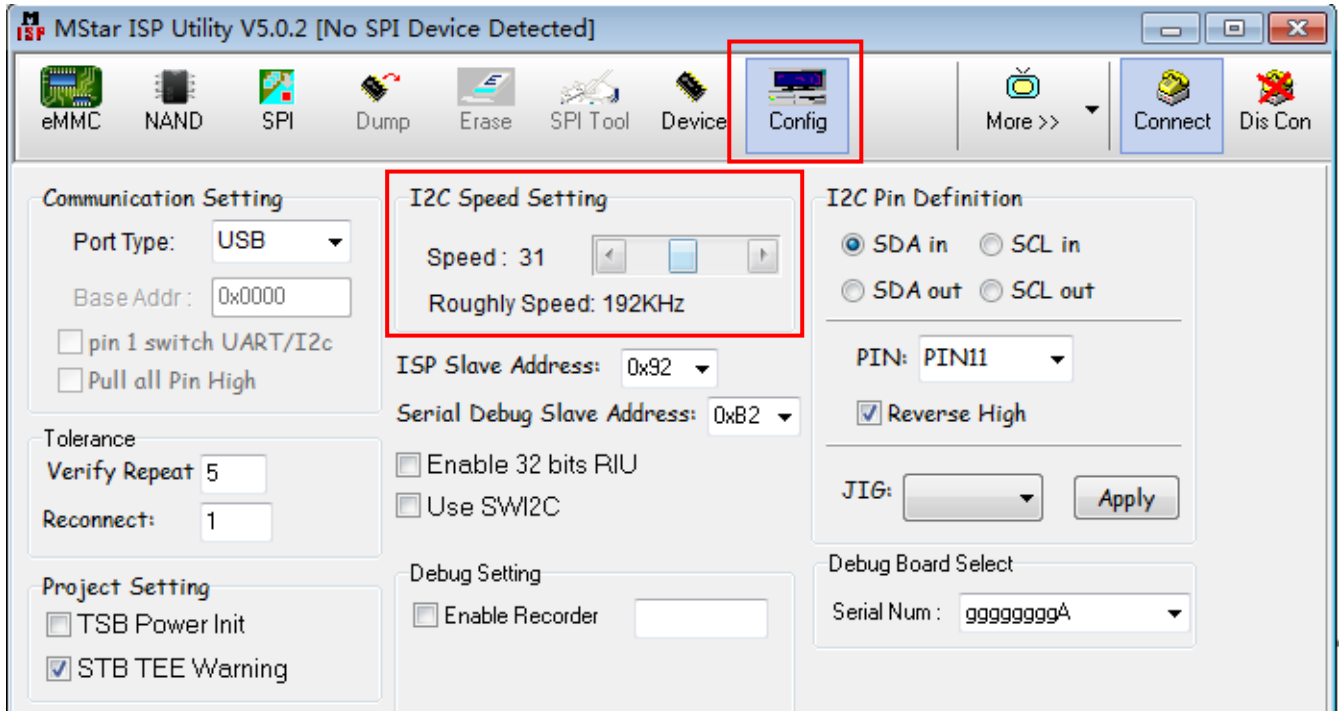 M
ISP
MStar ISP Utility V5.0.2 [No SPI Device Detected]
eMMC NAND SPI Dump Erase SPI Tool Device Config More >> Connect Dis Con
Communication Setting
Port Type: USB
Base Addr : 0x0000
pin 1 switch UART/I2c
Pull all Pin High
Tolerance
Verify Repeat 5
Reconnect: 1
Project Setting
TSB Power Init
STB TEE Warning
I2C Speed Setting
Speed : 31
Roughly Speed: 192KHz
ISP Slave Address: 0x92
Serial Debug Slave Address: 0xB2
Enable 32 bits RIU
Use SWI2C
Debug Setting
Enable Recorder
I2C Pin Definition
SDA in SCL in
SDA out SCL out
PIN: PIN11
Reverse High
JIG: Apply
Debug Board Select
Serial Num : ggggggggA